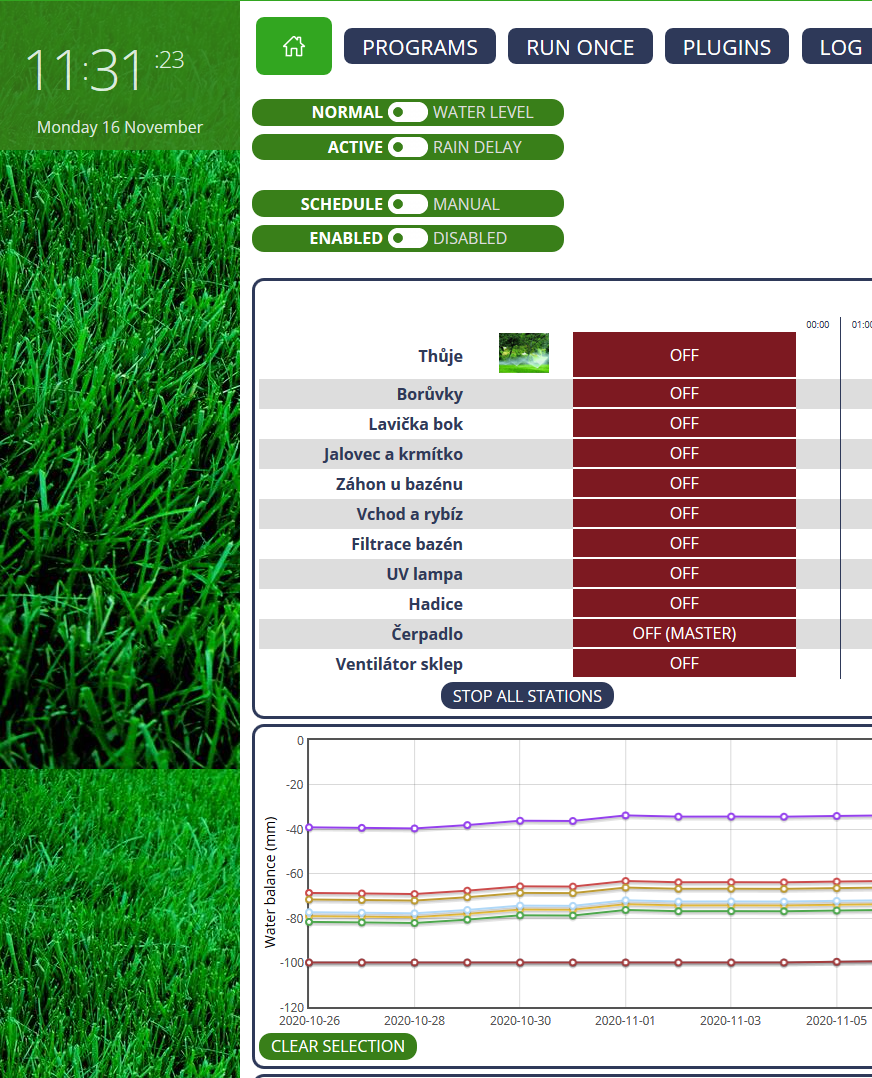 11:31 :23
Monday 16 November
PROGRAMS RUN ONCE PLUGINS LOG
NORMAL WATER LEVEL
ACTIVE RAIN DELAY
SCHEDULE MANUAL
ENABLED DISABLED
00:00 01:00
Thůje OFF
Borůvky OFF
Lavička bok OFF
Jalovec a krmítko OFF
Záhon u bazénu OFF
Vchod a rybíz OFF
Filtrace bazén OFF
UV lampa OFF
Hadice OFF
Čerpadlo OFF (MASTER)
Ventilátor sklep OFF
STOP ALL STATIONS
Water balance (mm)
0
-20
-40
-60
-80
-100
-120
2020-10-26 2020-10-28 2020-10-30 2020-11-01 2020-11-03 2020-11-05
CLEAR SELECTION